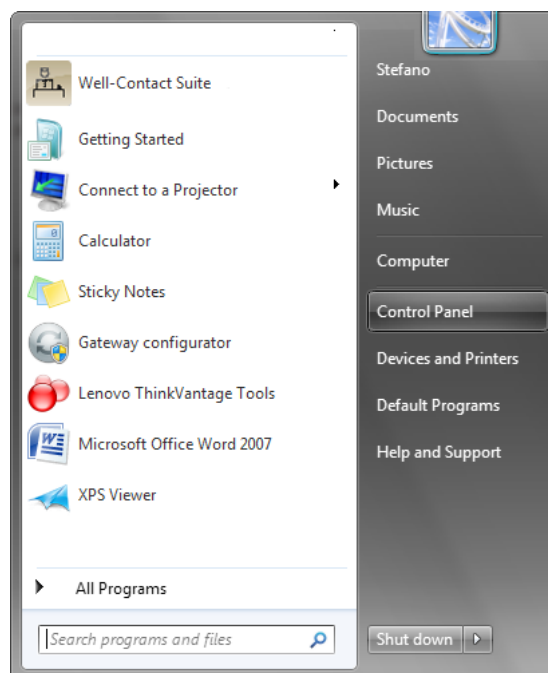 Well-Contact Suite
Getting Started
Connect to a Projector
Calculator
Sticky Notes
Gateway configurator
Lenovo ThinkVantage Tools
Microsoft Office Word 2007
XPS Viewer
All Programs
Search programs and files
Stefano
Documents
Pictures
Music
Computer
Control Panel
Devices and Printers
Default Programs
Help and Support
Shut down